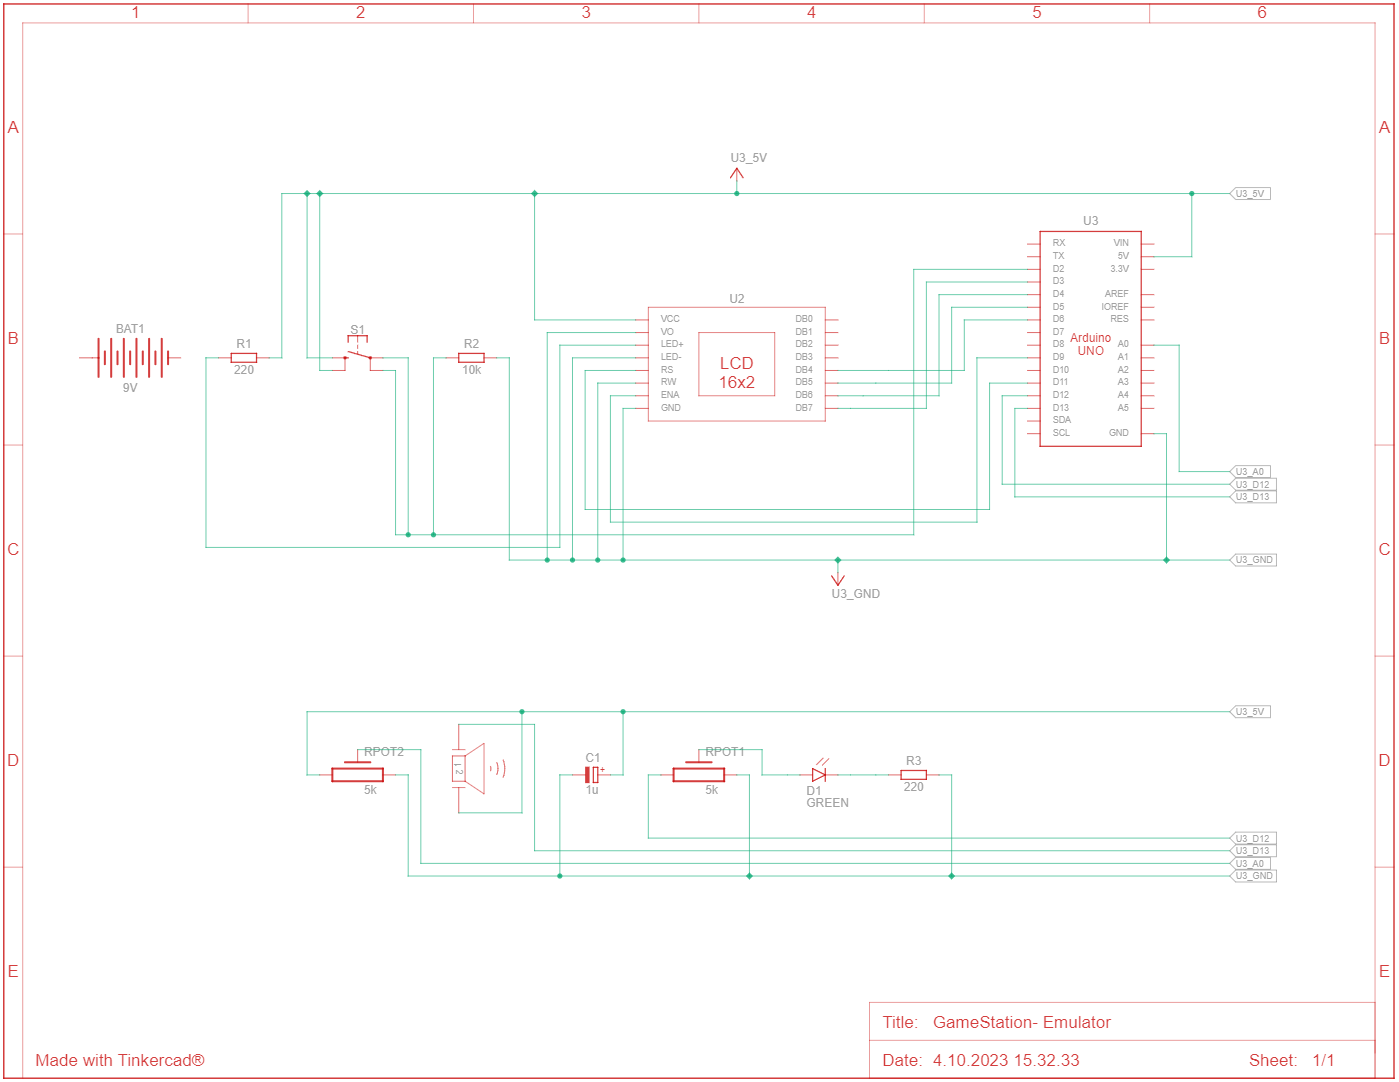 1 2 3 4 5 6
A A
B B
C C
D D
E E
U3_5V
U3_5V
U3
RX VIN
TX 5V
D2 3.3V
D3
D4 AREF
D5 IOREF
D6 RES
D7
D8 A0
D9 A1
D10 A2
D11 A3
D12 A4
D13 A5
SDA
SCL GND
Arduino
UNO
U2
VCC DB0
VO DB1
LED+ DB2
LED- DB3
RS DB4
RW DB5
ENA DB6
GND DB7
LCD
16x2
BAT1
9V
R1
220
S1
R2
10k
U3_A0
U3_D12
U3_D13
U3_GND
U3_GND
U3_5V
RPOT2
5k
1 2
C1
+
1u
RPOT1
5k
D1
GREEN
R3
220
U3_D12
U3_D13
U3_A0
U3_GND
Title: GameStation- Emulator
Date: 4.10.2023 15.32.33 Sheet: 1/1
Made with Tinkercad®